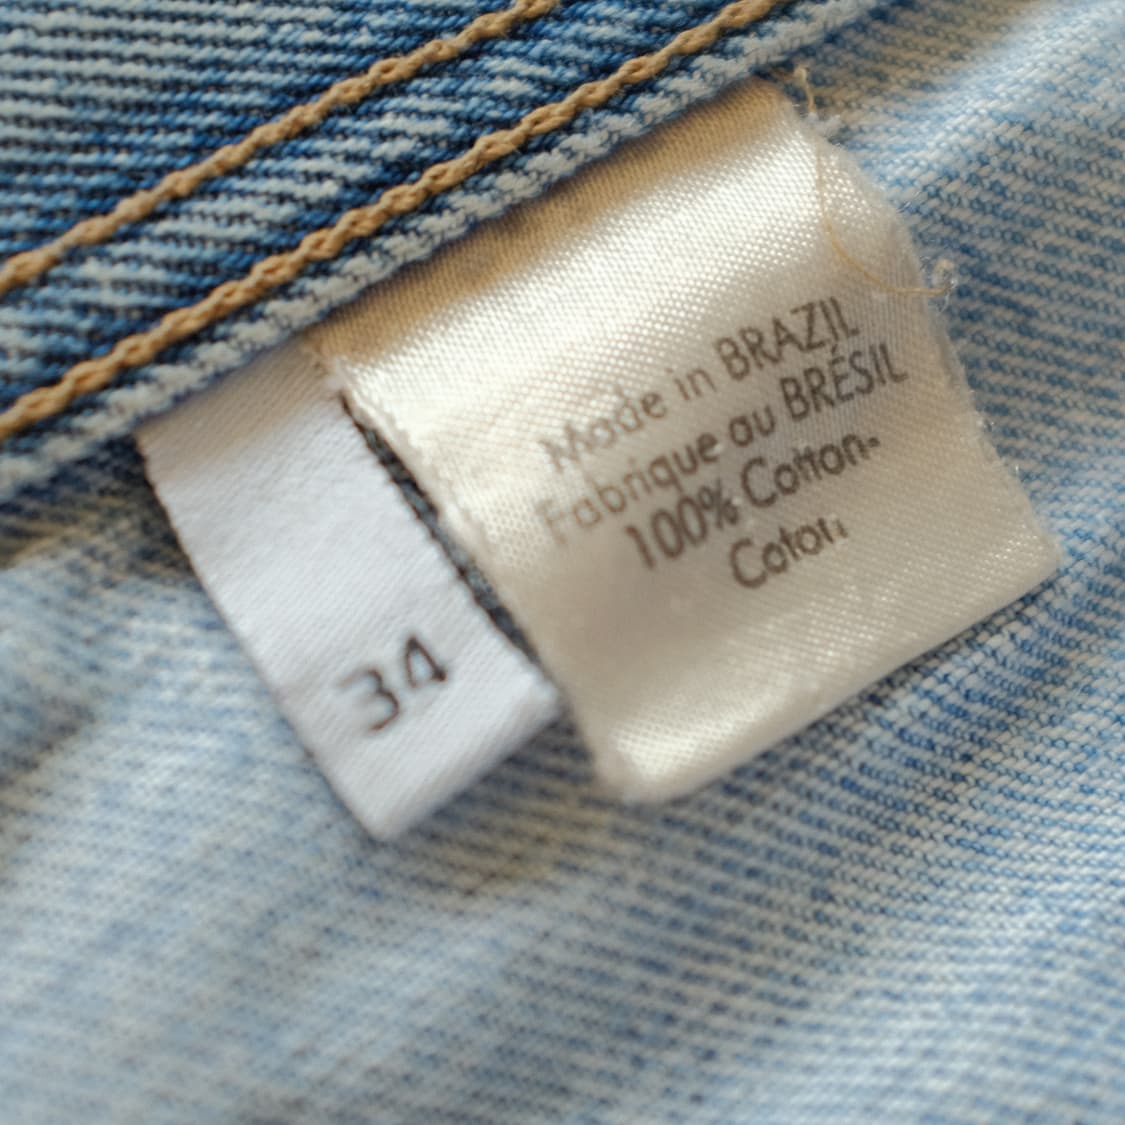 Made in BRAZIL
Fabrique au BRÉSIL
100% Cotton-
Coton
34